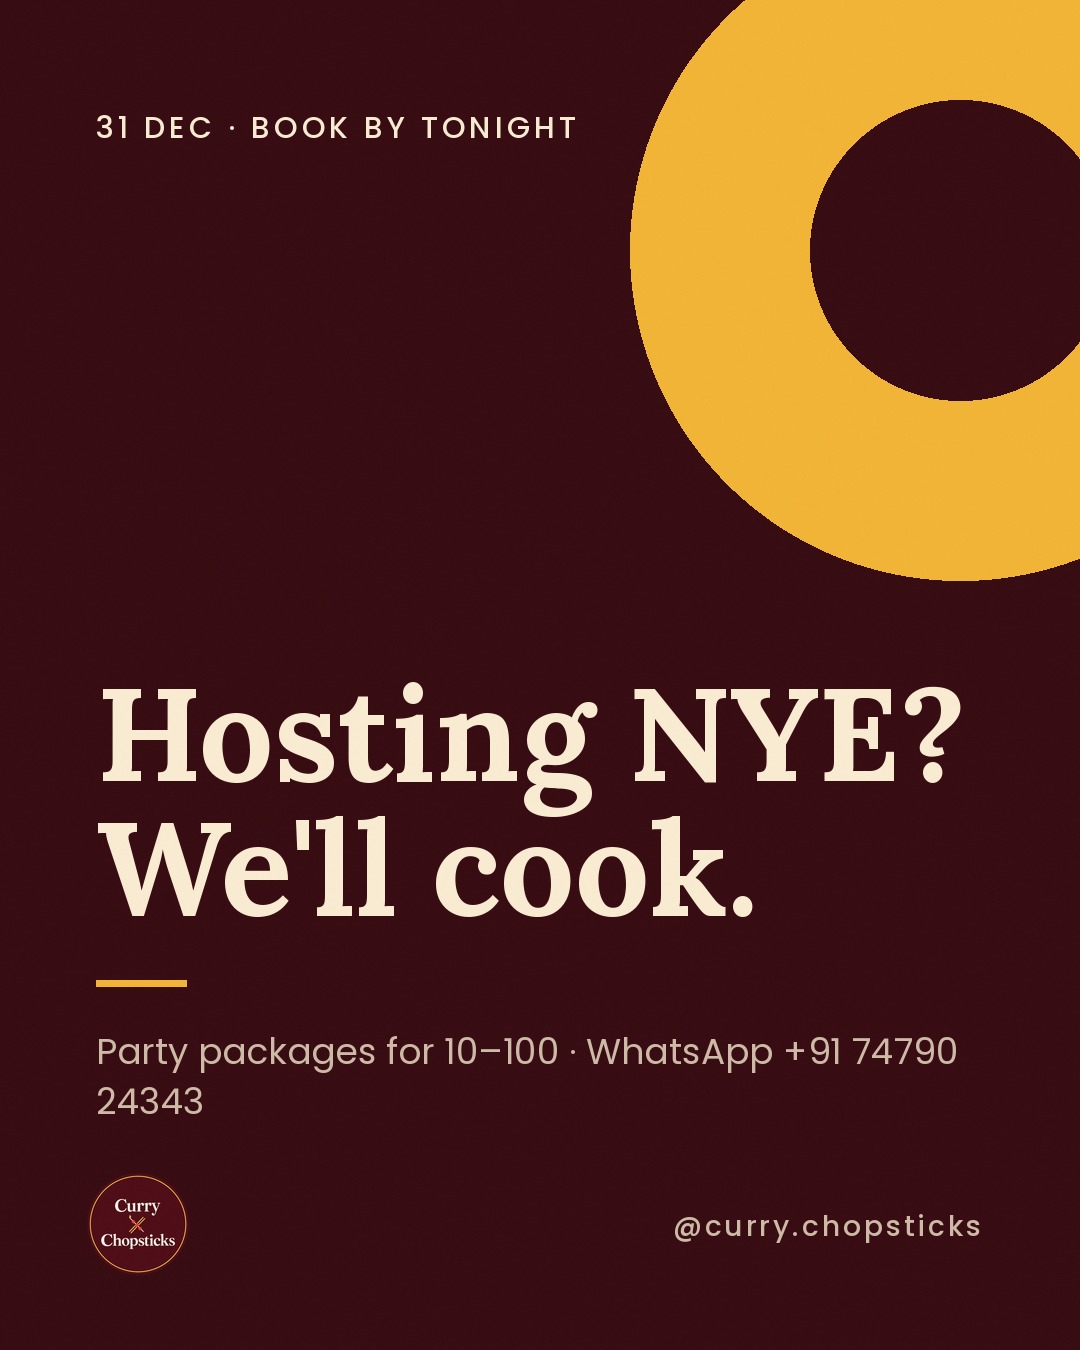 31 DEC · BOOK BY TONIGHT
Hosting NYE?
We'll cook.
Party packages for 10–100 · WhatsApp +91 74790
24343
Curry
Chopsticks
@curry.chopsticks